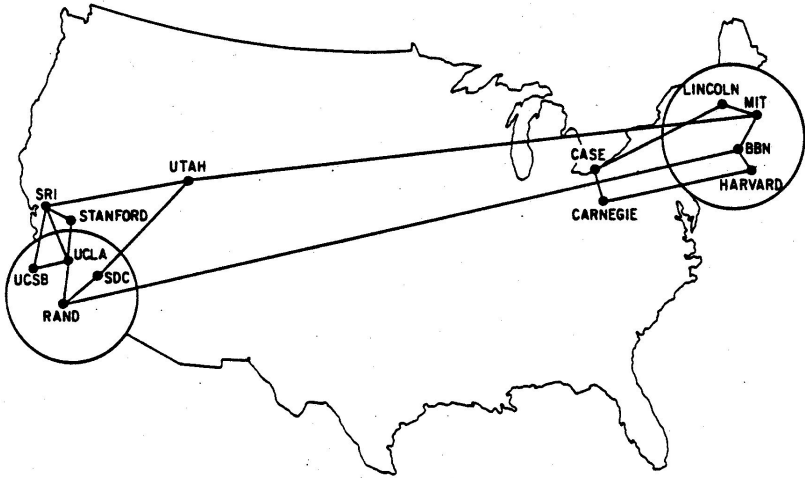 LINCOLN
MIT
CASE
BBN
UTAH
HARVARD
SRI
STANFORD
CARNEGIE
UCLA
UCSB
SDC
RAND